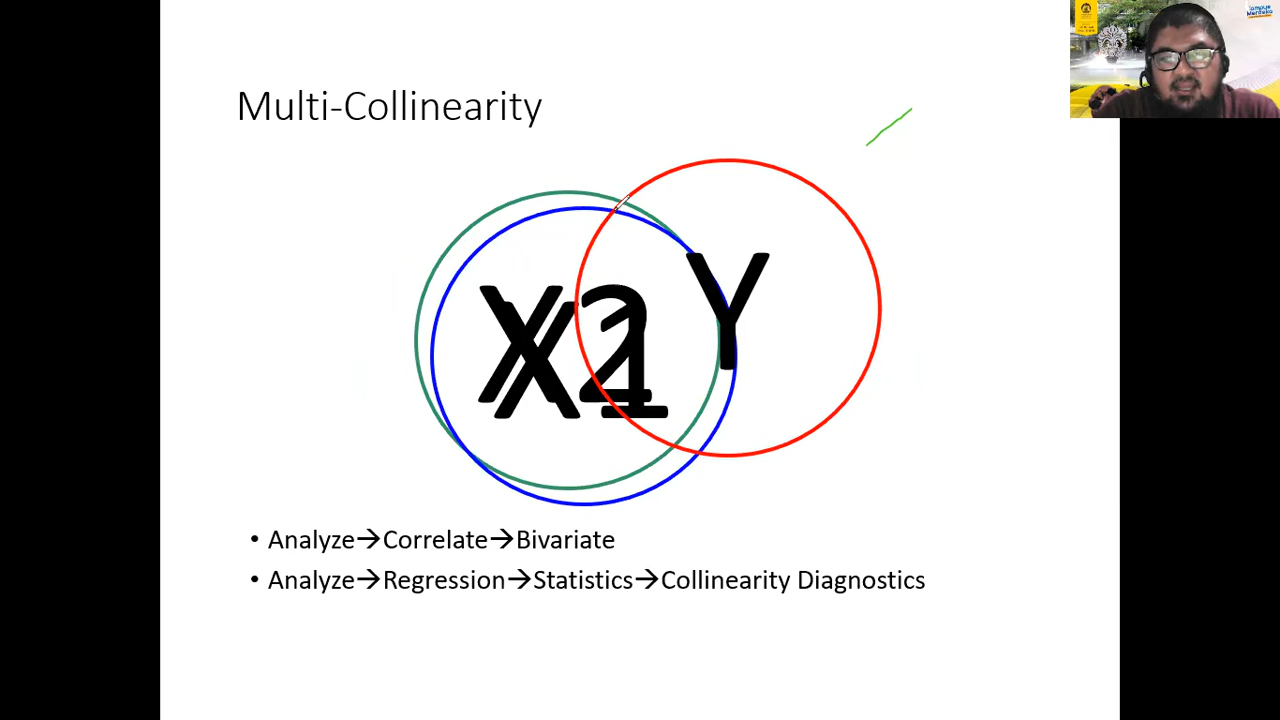 Multi-Collinearity
X2
X1
Y
• Analyze→Correlate→Bivariate
• Analyze→Regression→Statistics→Collinearity Diagnostics